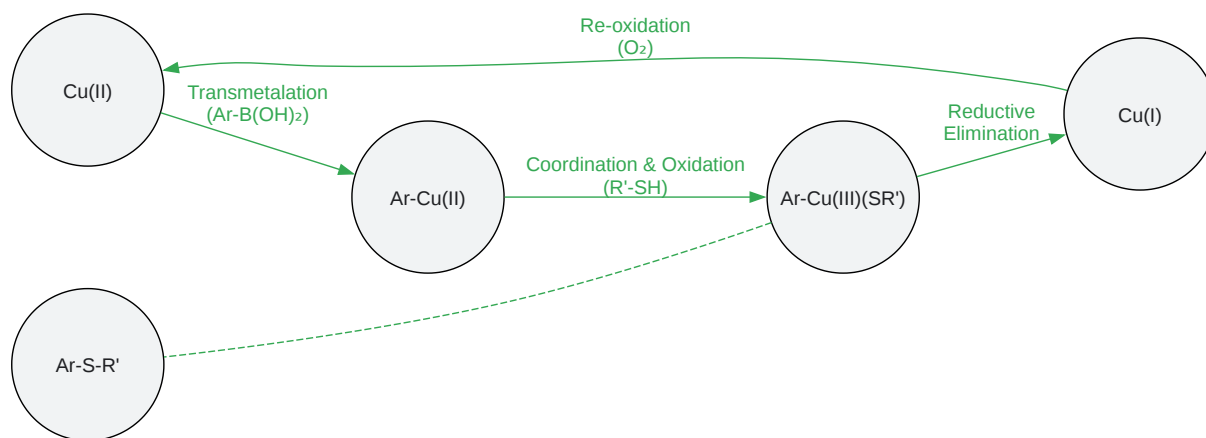 Re-oxidation
(O₂)
Cu(II)
Transmetalation
(Ar-B(OH)₂)
Reductive
Elimination
Cu(I)
Coordination & Oxidation
(R'-SH)
Ar-Cu(II)
Ar-Cu(III)(SR')
Ar-S-R'